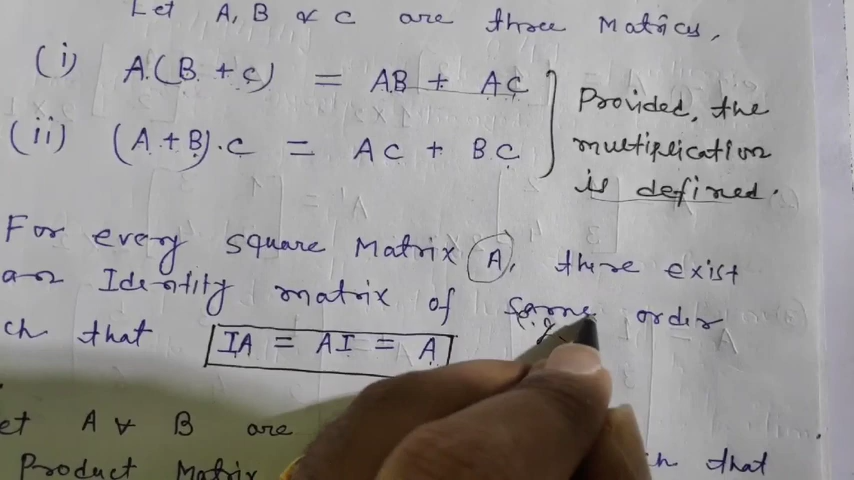 Let A, B & C are three Matrices,
(i) A.(B + C) = AB + AC
(ii) (A + B).C = AC + B.C
Provided, the
multiplication
is defined.
For every square Matrix A, there exist
an Identity matrix of same order
ch that IA = AI = A
et A & B are
Product Matrix that